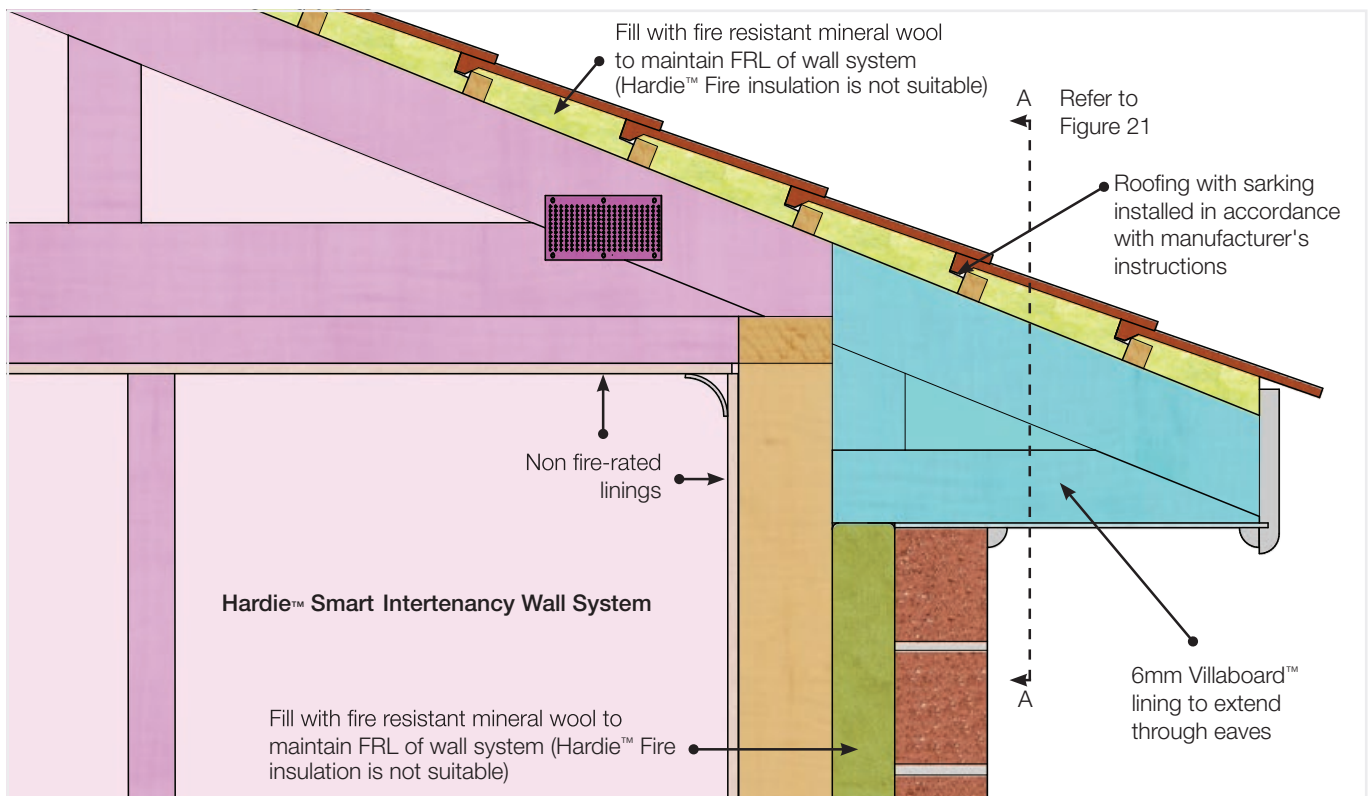 Fill with fire resistant mineral wool
to maintain FRL of wall system
(Hardie™ Fire insulation is not suitable)
A
Refer to
Figure 21
Roofing with sarking
installed in accordance
with manufacturer's
instructions
Non fire-rated
linings
Hardie™ Smart Intertenancy Wall System
6mm Villaboard™
lining to extend
through eaves
A
Fill with fire resistant mineral wool to
maintain FRL of wall system (Hardie™ Fire
insulation is not suitable)